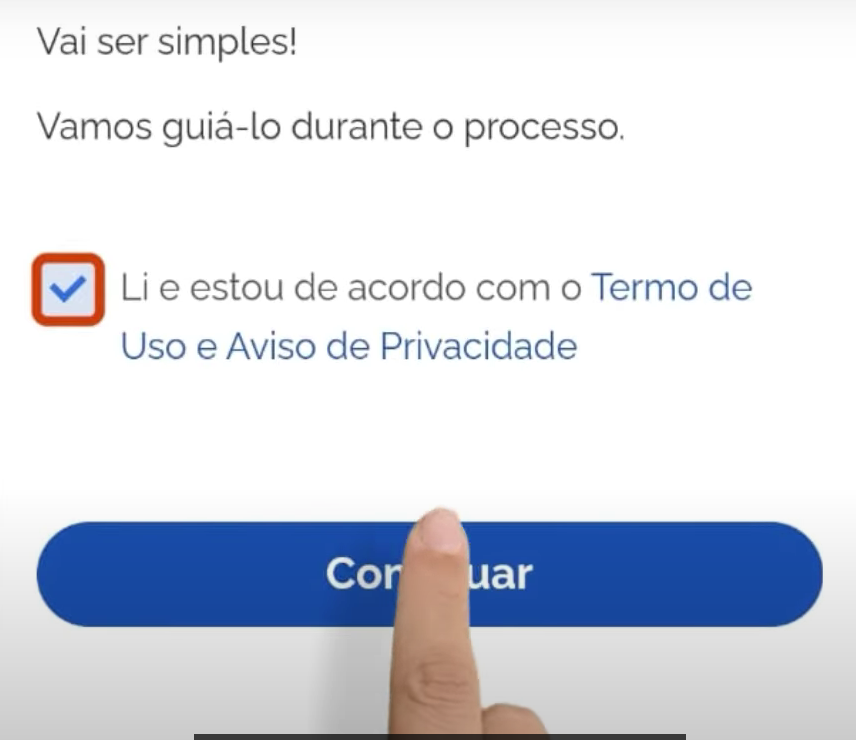 Vai ser simples!
Vamos guiá-lo durante o processo.
Li e estou de acordo com o Termo de
Uso e Aviso de Privacidade